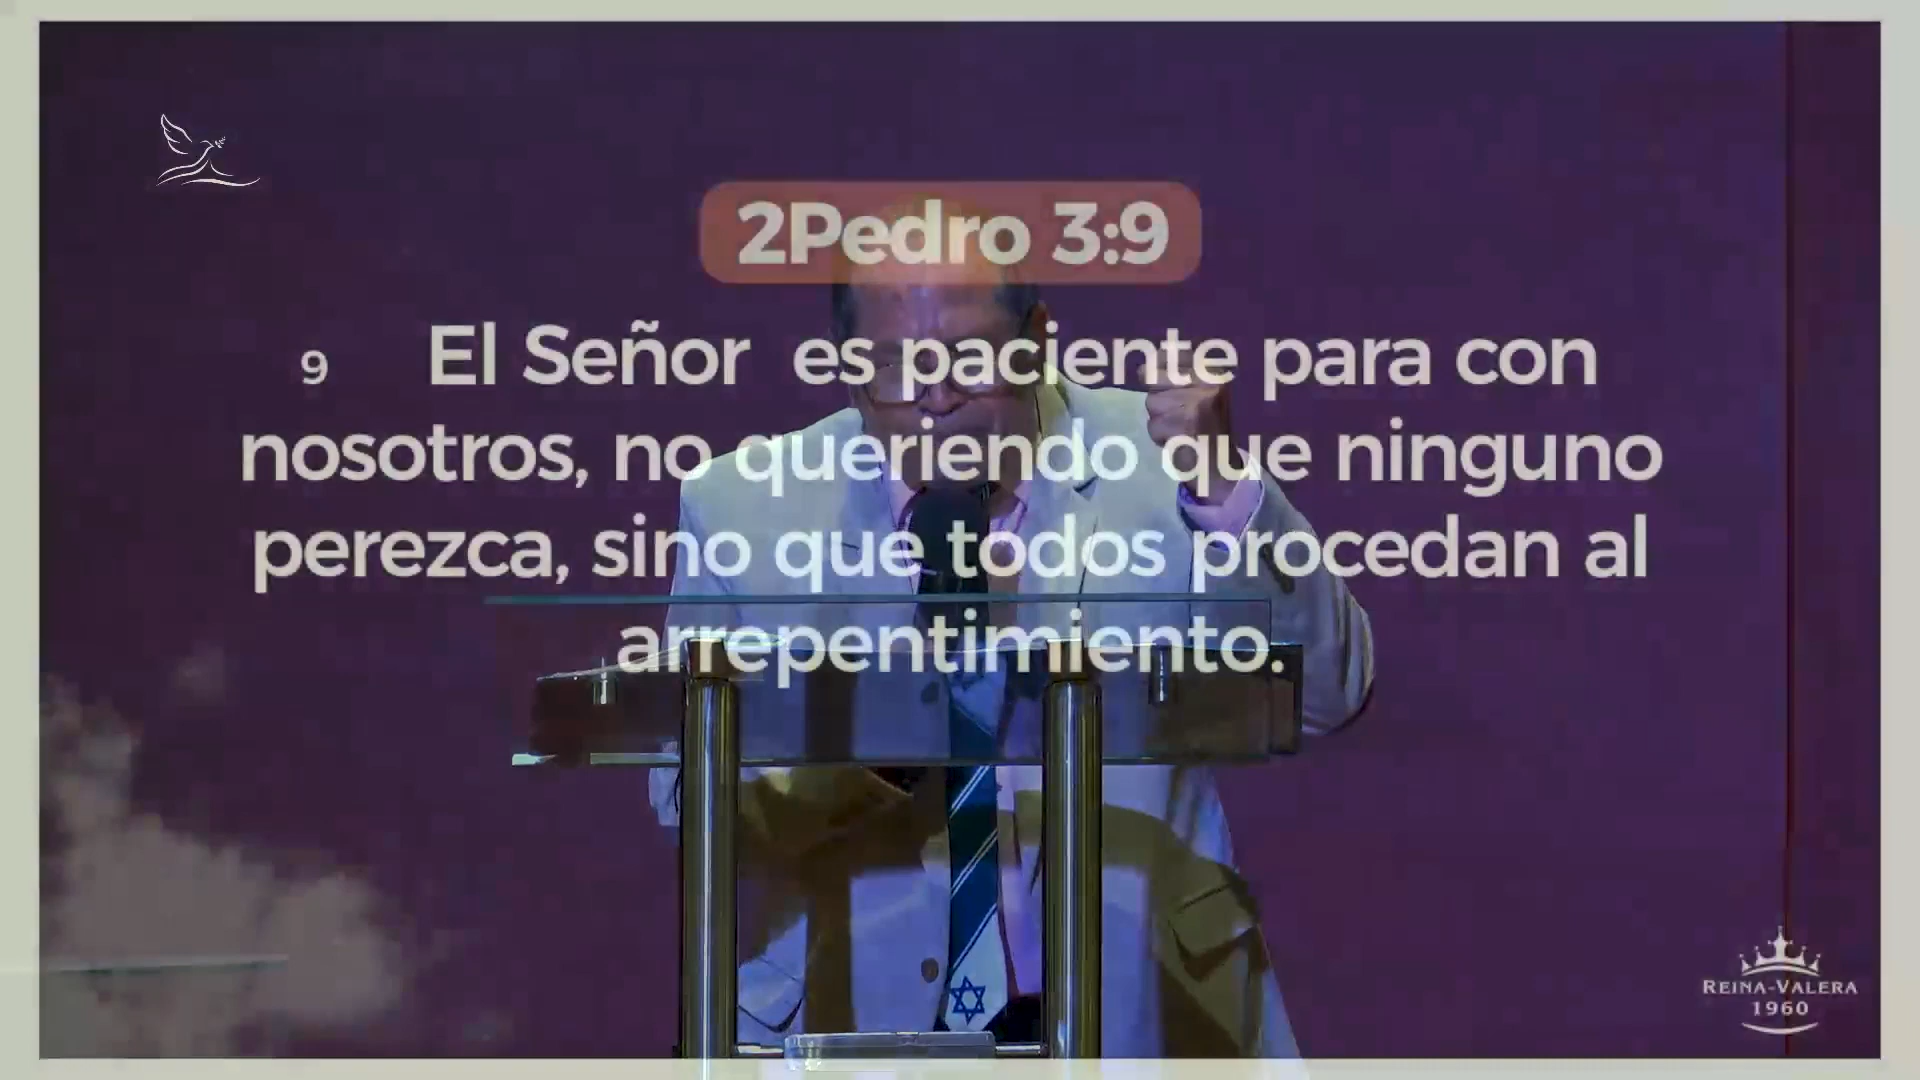 2Pedro 3:9
9 El Señor es paciente para con
nosotros, no queriendo que ninguno
perezca, sino que todos procedan al
arrepentimiento.
REINA-VALERA
1960